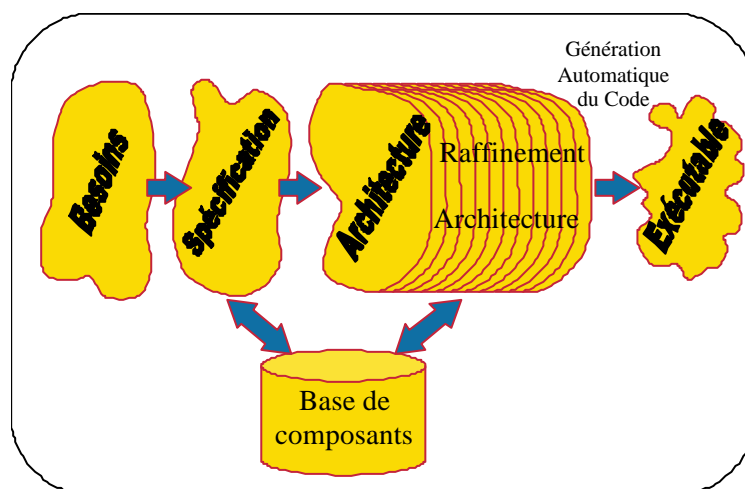 Génération
Automatique
du Code
Besoins
Spécification
Architecture
Raffinement
Architecture
Exécutable
Base de
composants